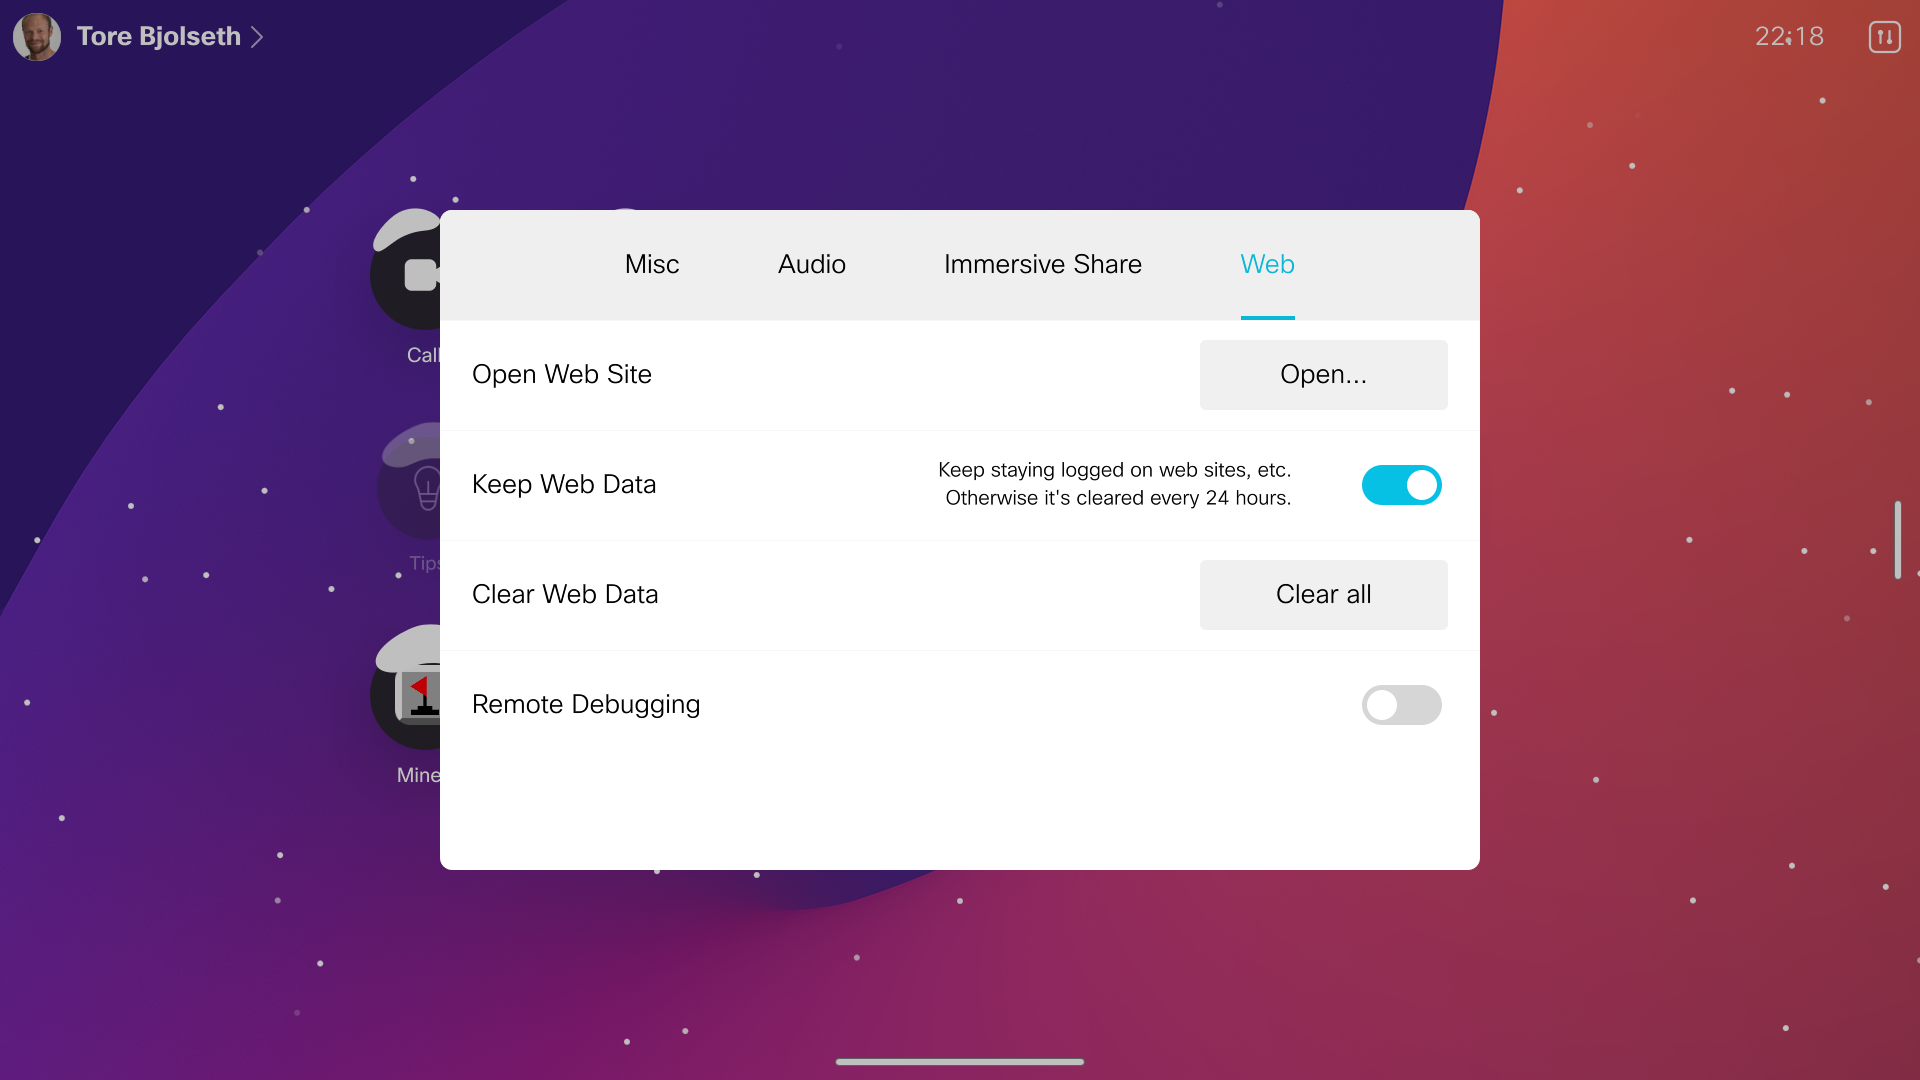 Tore Bjolseth
22:18
Misc
Audio
Immersive Share
Web
Open Web Site
Open...
Keep Web Data
Keep staying logged on web sites, etc.
Otherwise it's cleared every 24 hours.
Clear Web Data
Clear all
Remote Debugging
Call
Tips
Mine